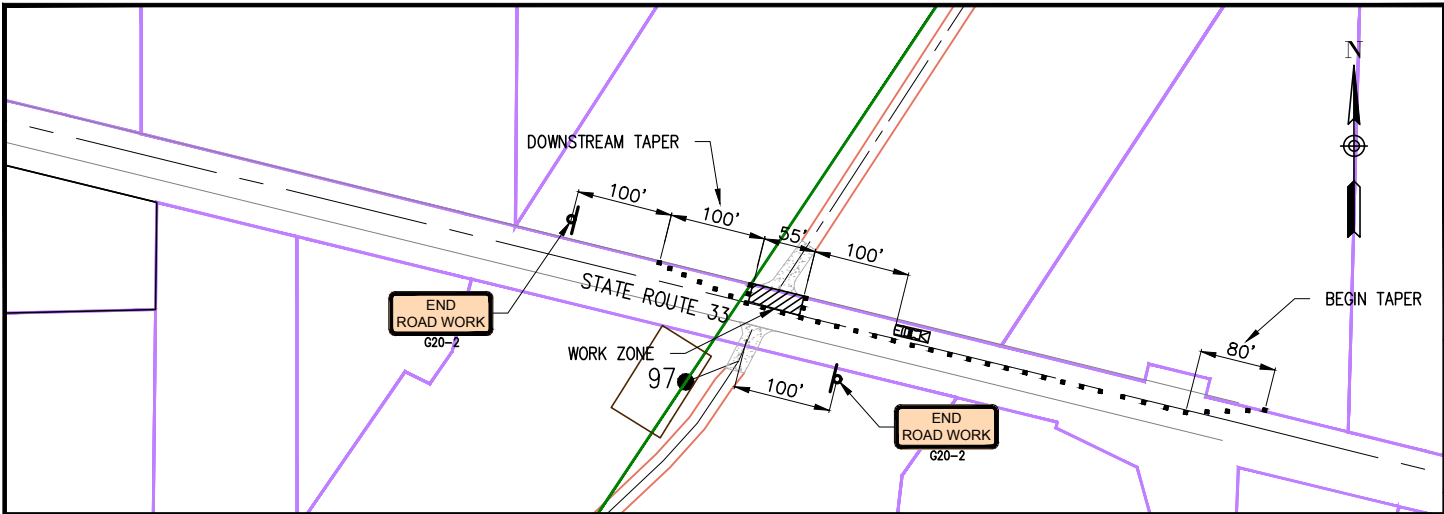 N
DOWNSTREAM TAPER
100'
100'
55'
100'
STATE ROUTE 33
BEGIN TAPER
END
ROAD WORK
G20-2
WORK ZONE
80'
97
100'
END
ROAD WORK
G20-2